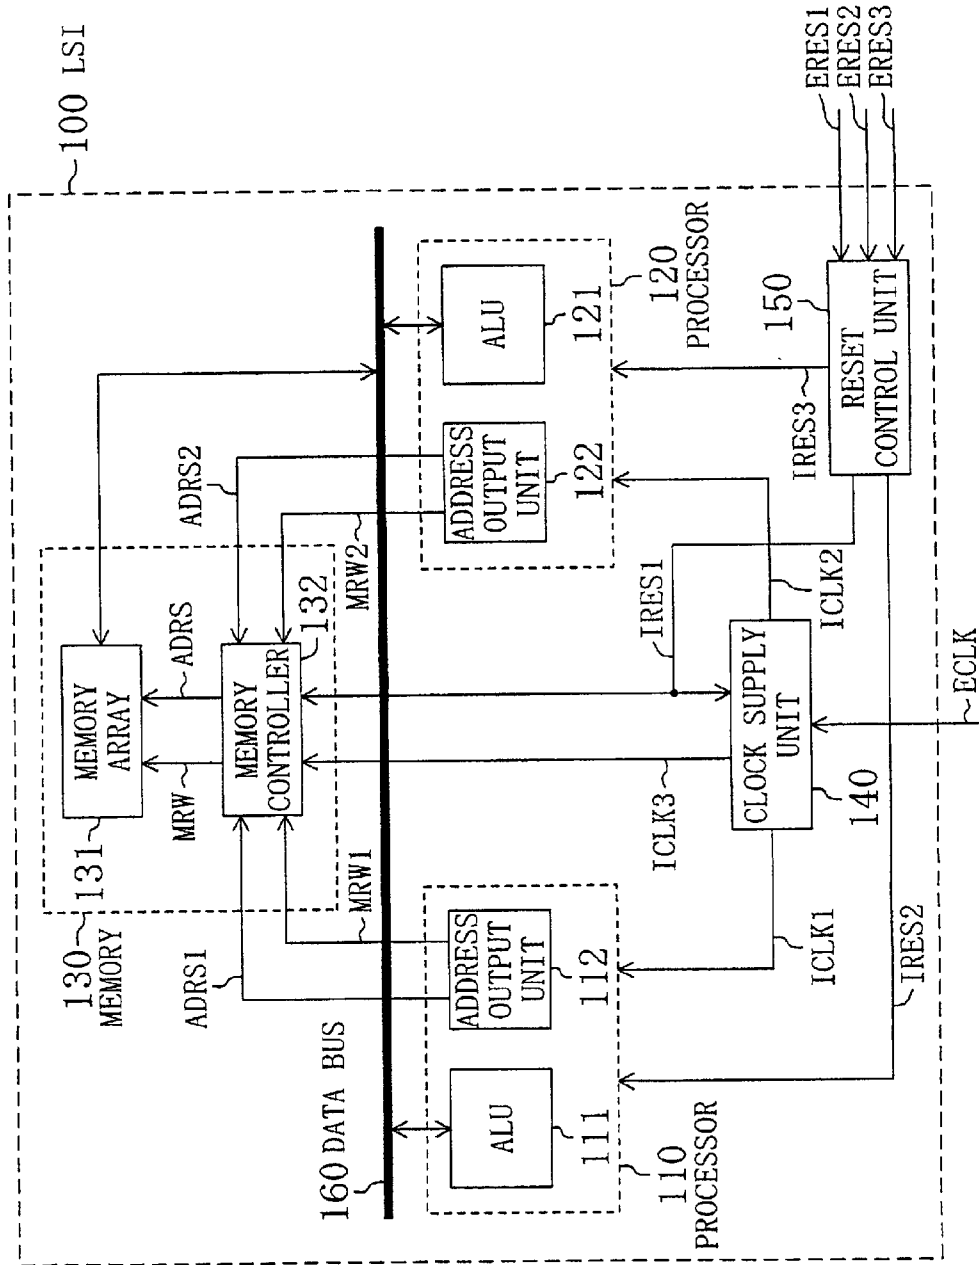 100 LSI
130
MEMORY
131
MEMORY
ARRAY
MRW
ADRS
MEMORY
CONTROLLER
132
ADRS1
MRW1
ADRS2
MRW2
160 DATA BUS
ALU
111
ADDRESS
OUTPUT
UNIT
112
110
PROCESSOR
ADDRESS
OUTPUT
UNIT
122
ALU
121
120
PROCESSOR
ICLK3
IRES1
CLOCK SUPPLY
UNIT
140
ICLK1
ICLK2
IRES3
150
RESET
CONTROL UNIT
IRES2
ECLK
ERES1
ERES2
ERES3